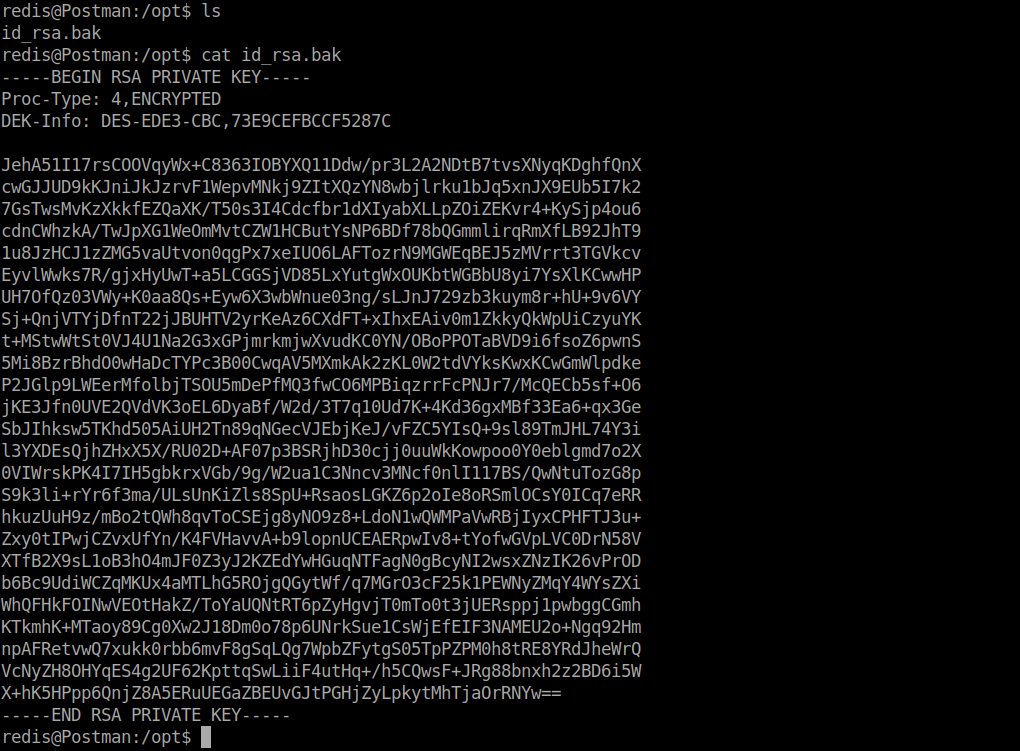 redis@Postman:/opt$ ls
id_rsa.bak
redis@Postman:/opt$ cat id_rsa.bak
-----BEGIN RSA PRIVATE KEY-----
Proc-Type: 4,ENCRYPTED
DEK-Info: DES-EDE3-CBC,73E9CEFBCCF5287C
JehA51I17rsCOOVqyWx+C8363IOBYXQ11Ddw/pr3L2A2NDtB7tvsXNyqKDghfQnX
cwGJJUD9kKJniJkJzrvF1WepvMNkj9ZItXQzYN8wbjlrku1bJq5xnJX9EUb5I7k2
7GsTwsMvKzXkkfEZQaXK/T50s3I4Cdcfbr1dXIyabXLLpZOiZEKvr4+KySjp4ou6
cdnCWhzkA/TwJpXG1WeOmMvtCZW1HCButYsNP6BDf78bQGmmlirqRmXfLB92JhT9
1u8JzHCJ1zZMG5vaUtvon0qgPx7xeIUO6LAFTozrN9MGWEqBEJ5zMVrrt3TGVkcv
EyvlWwks7R/gjxHyUwT+a5LCGGSjVD85LxYutgWxOUKbtWGBbU8yi7YsXlKCwwHP
UH7OfQz03VWy+K0aa8Qs+Eyw6X3wbWnue03ng/sLJnJ729zb3kuym8r+hU+9v6VY
Sj+QnjVTYjDfnT22jJBUHTV2yrKeAz6CXdFT+xIhxEAiv0m1ZkkyQkWpUiCzyuYK
t+MStwWtSt0VJ4U1Na2G3xGPjmrkmjwXvudKC0YN/OBoPPOTaBVD9i6fsoZ6pwnS
5Mi8BzrBhdO0wHaDcTYPc3B00CwqAV5MXmkAk2zKL0W2tdVYksKwxKCwGmWlpdke
P2JGlp9LWEerMfolbjTSOU5mDePfMQ3fwCO6MPBiqzrrFcPNJr7/McQECb5sf+O6
jKE3Jfn0UVE2QVdVK3oEL6DyaBf/W2d/3T7q10Ud7K+4Kd36gxMBf33Ea6+qx3Ge
SbJIhksw5TKhd505AiUH2Tn89qNGecVJEbjKeJ/vFZC5YIsQ+9sl89TmJHL74Y3i
l3YXDEsQjhZHxX5X/RU02D+AF07p3BSRjhD30cjj0uuWkKowpoo0Y0eblgmd7o2X
0VIWrskPK4I7IH5gbkrxVGb/9g/W2ua1C3Nncv3MNcf0nlI117BS/QwNtuTozG8p
S9k3li+rYr6f3ma/ULsUnKiZls8SpU+RsaosLGKZ6p2oIe8oRSmlOCsY0ICq7eRR
hkuzUuH9z/mBo2tQWh8qvToCSEjg8yNO9z8+LdoN1wQWMPaVwRBjIyxCPHFTJ3u+
Zxy0tIPwjCZvxUfYn/K4FVHavvA+b9lopnUCEAERpwIv8+tYofwGVpLVC0DrN58V
XTfB2X9sL1oB3hO4mJF0Z3yJ2KZEdYwHGuqNTFagN0gBcyNI2wsxZNzIK26vPrOD
b6Bc9UdiWCZqMKUx4aMTLhG5ROjgQGytWf/q7MGrO3cF25k1PEWNyZMqY4WYsZXi
WhQFHkFOINwVEOtHakZ/ToYaUQNtRT6pZyHgvjT0mTo0t3jUERsppj1pwbggCGmh
KTkmhK+MTaoy89Cg0Xw2J18Dm0o78p6UNrkSue1CsWjEfEIF3NAMEU2o+Ngq92Hm
npAFRetvwQ7xukk0rbb6mvF8gSqLQg7WpbZFytgS05TpPZPM0h8tRE8YRdJheWrQ
VcNyZH8OHYqES4g2UF62KpttqSwLiiF4utHq+/h5CQwsF+JRg88bnxh2z2BD6i5W
X+hK5HPpp6QnjZ8A5ERuUEGaZBEUvGJtPGHjZyLpkytMhTjaOrRNYw==
-----END RSA PRIVATE KEY-----
redis@Postman:/opt$